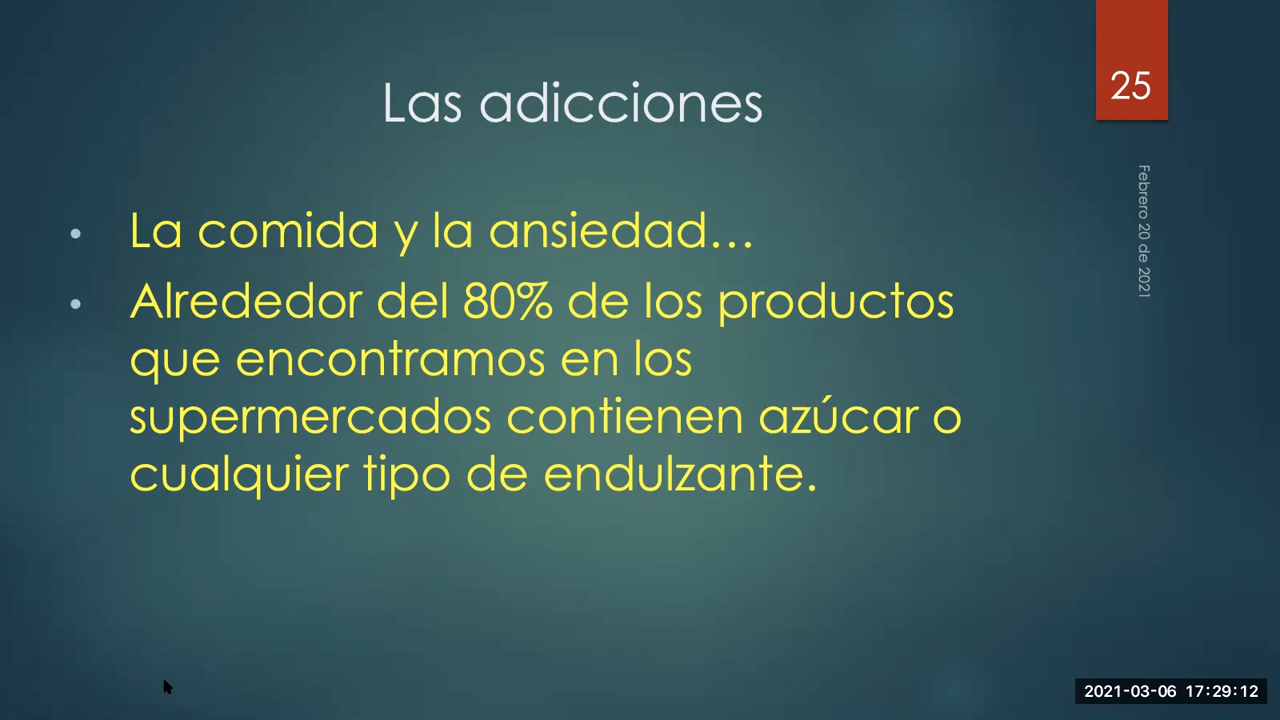 Las adicciones
25
Febrero 20 de 2021
• La comida y la ansiedad…
• Alrededor del 80% de los productos
que encontramos en los
supermercados contienen azúcar o
cualquier tipo de endulzante.
2021-03-06 17:29:12